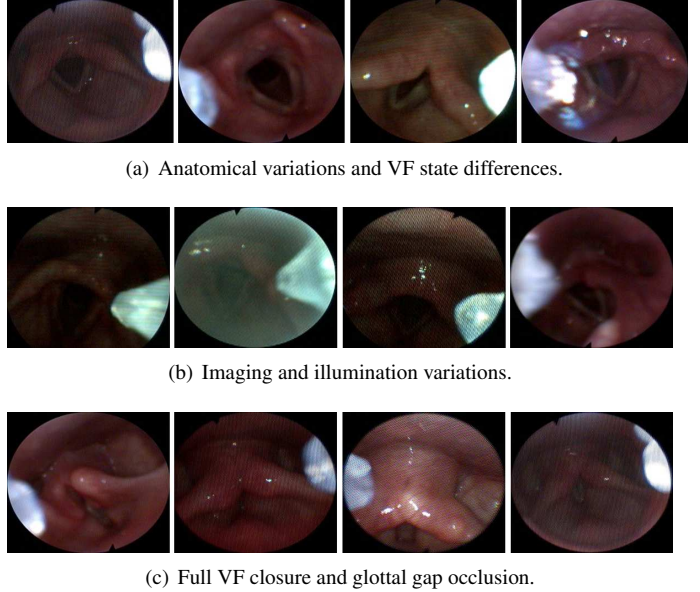 (a) Anatomical variations and VF state differences.
(b) Imaging and illumination variations.
(c) Full VF closure and glottal gap occlusion.